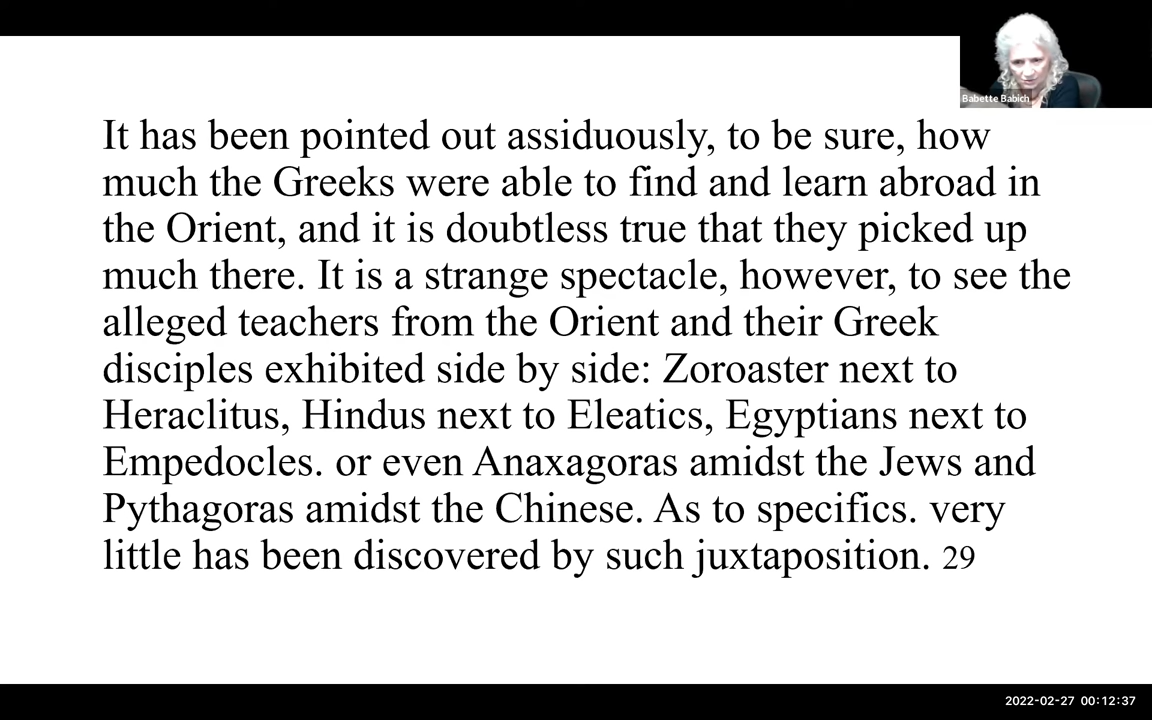 Babette Babich
It has been pointed out assiduously, to be sure, how
much the Greeks were able to find and learn abroad in
the Orient, and it is doubtless true that they picked up
much there. It is a strange spectacle, however, to see the
alleged teachers from the Orient and their Greek
disciples exhibited side by side: Zoroaster next to
Heraclitus, Hindus next to Eleatics, Egyptians next to
Empedocles. or even Anaxagoras amidst the Jews and
Pythagoras amidst the Chinese. As to specifics. very
little has been discovered by such juxtaposition. 29
2022-02-27 00:12:37